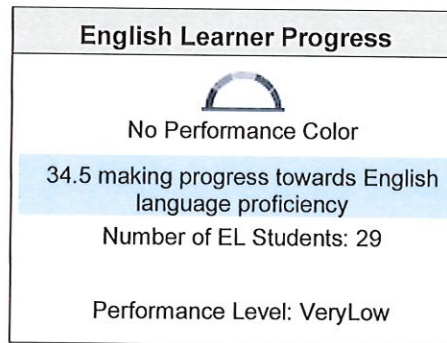 English Learner Progress
No Performance Color
34.5 making progress towards English
language proficiency
Number of EL Students: 29
Performance Level: VeryLow